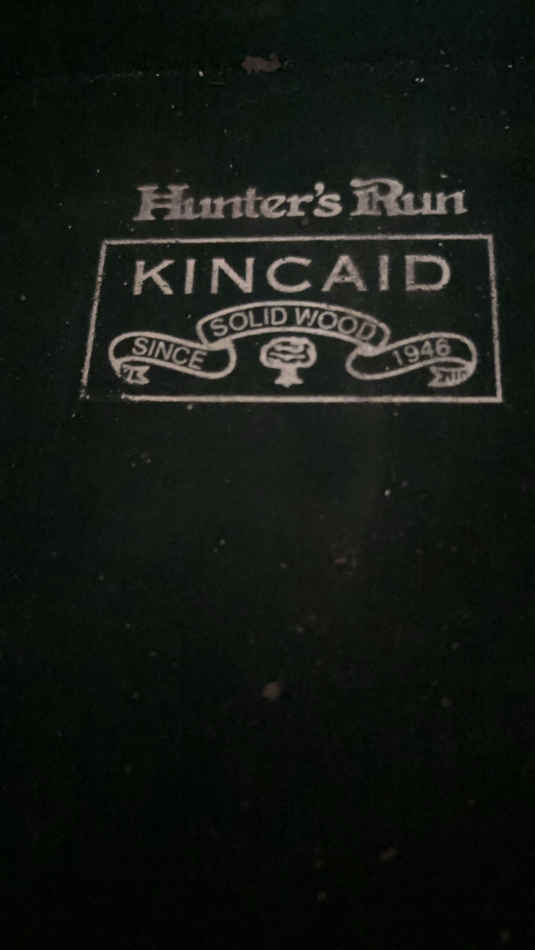 Hunter's Run
KINCAID
SOLID WOOD
SINCE 1946